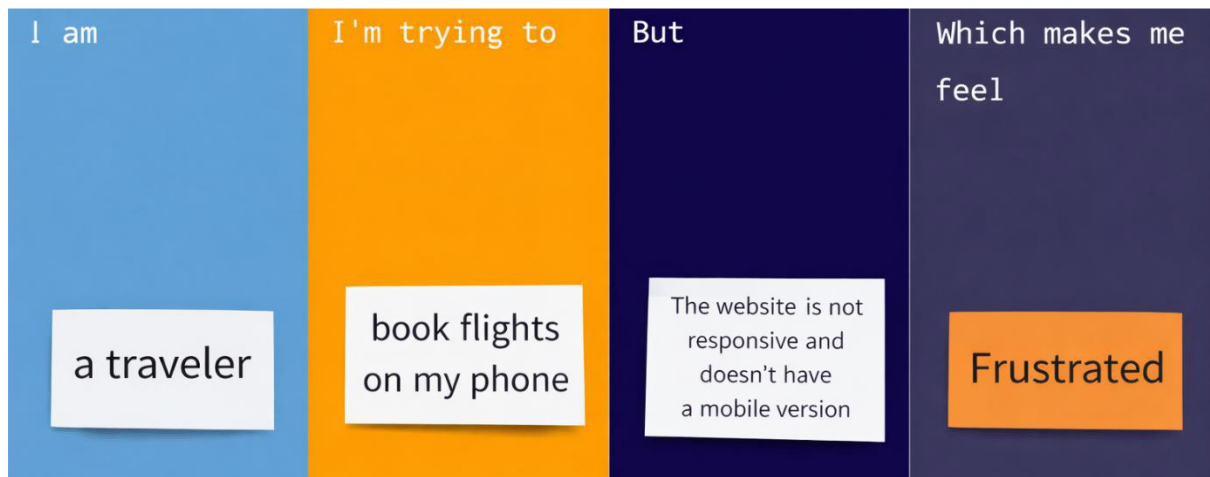 I am
a traveler
I'm trying to
book flights
on my phone
But
The website is not
responsive and
doesn't have
a mobile version
Which makes me
feel
Frustrated